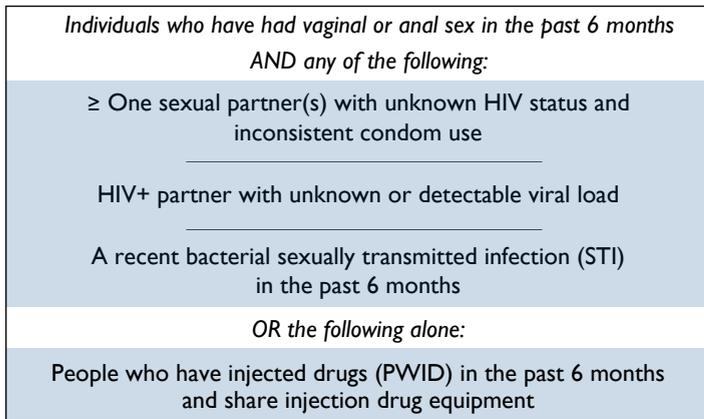 Individuals who have had vaginal or anal sex in the past 6 months
AND any of the following:
≥ One sexual partner(s) with unknown HIV status and
inconsistent condom use
HIV+ partner with unknown or detectable viral load
A recent bacterial sexually transmitted infection (STI)
in the past 6 months
OR the following alone:
People who have injected drugs (PWID) in the past 6 months
and share injection drug equipment